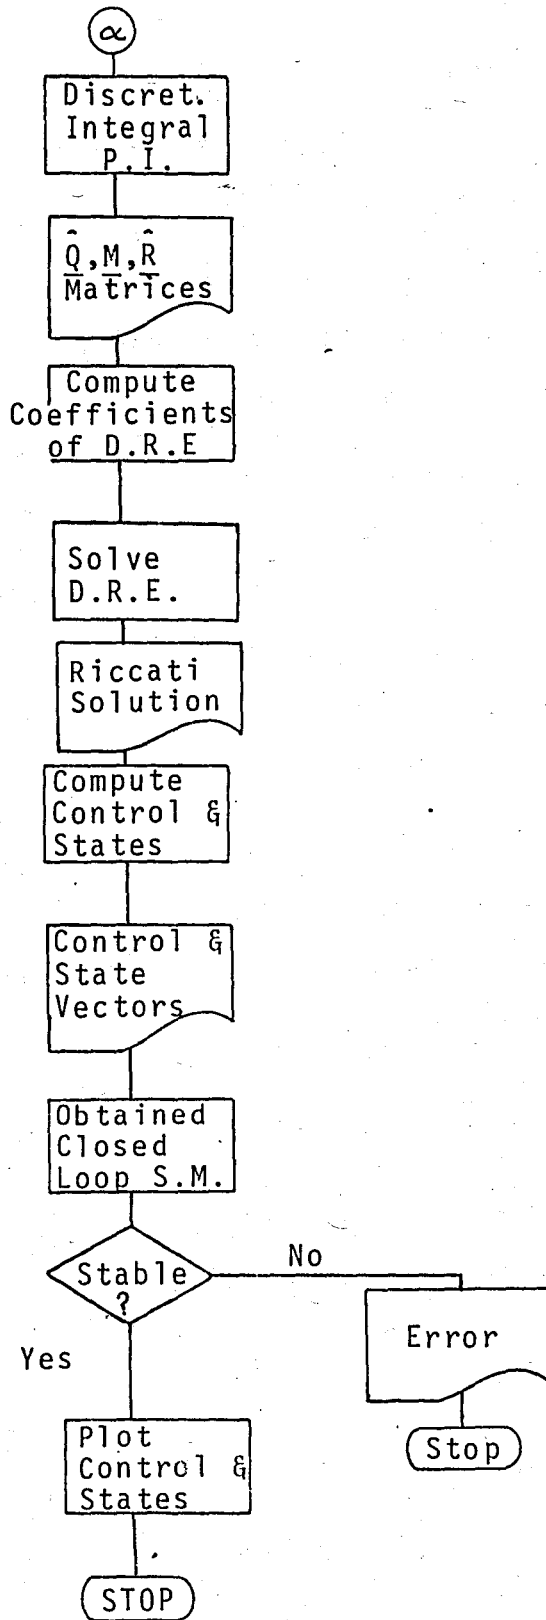 α
Discret.
Integral
P.I.
Q̂,M,R̂
Matrices
Compute
Coefficients
of D.R.E
Solve
D.R.E.
Riccati
Solution
Compute
Control &
States
Control &
State
Vectors
Obtained
Closed
Loop S.M.
Stable
?
No
Error
Stop
Yes
Plot
Control &
States
STOP